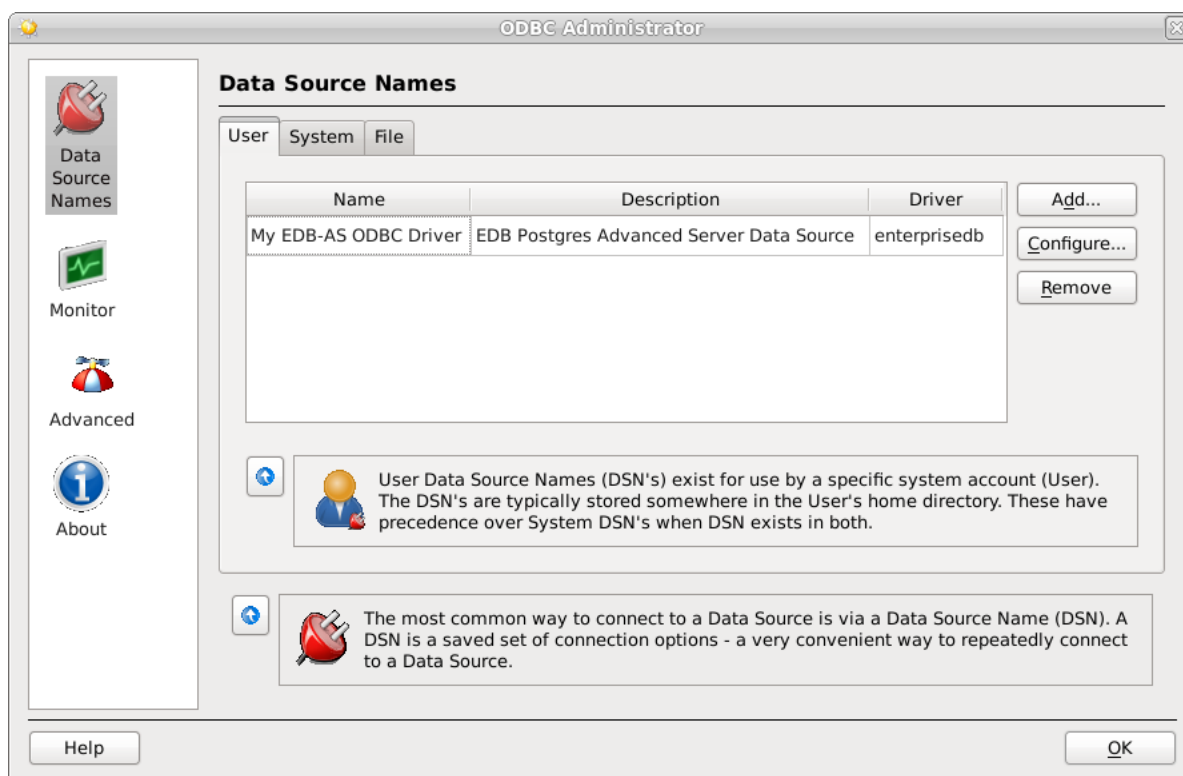 ODBC Administrator
Data
Source
Names
Monitor
Advanced
About
Data Source Names
User System File
Name Description Driver
My EDB-AS ODBC Driver EDB Postgres Advanced Server Data Source enterprisedb
Add...
Configure...
Remove
User Data Source Names (DSN's) exist for use by a specific system account (User).
The DSN's are typically stored somewhere in the User's home directory. These have
precedence over System DSN's when DSN exists in both.
The most common way to connect to a Data Source is via a Data Source Name (DSN). A
DSN is a saved set of connection options - a very convenient way to repeatedly connect
to a Data Source.
Help
OK